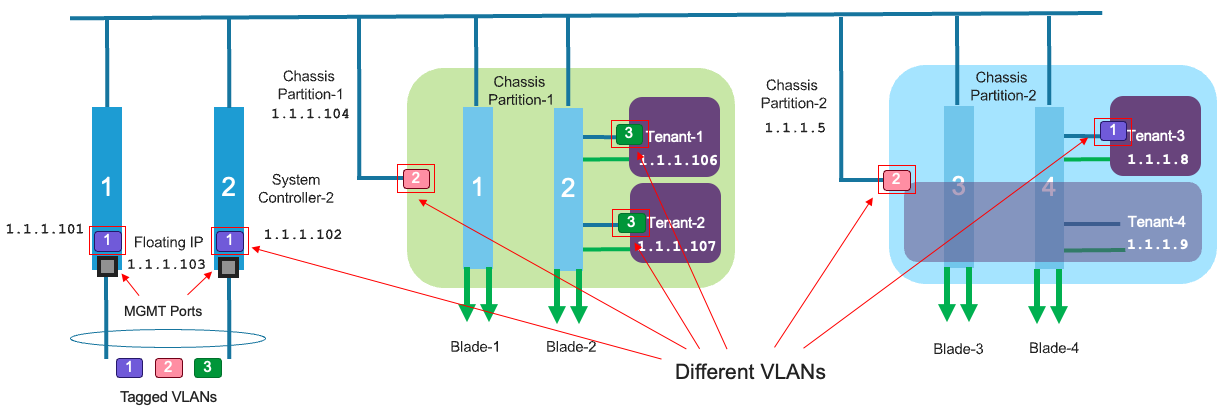 Chassis
Partition-1
1.1.1.104
Chassis
Partition-1
Chassis
Partition-2
1.1.1.5
Chassis
Partition-2
1
2
System
Controller-2
1.1.1.101
1
Floating IP
1.1.1.103
1
1.1.1.102
MGMT Ports
1
2
3
Tagged VLANs
2
1
2
3
Tenant-1
1.1.1.106
3
Tenant-2
1.1.1.107
Blade-1
Blade-2
2
3
4
1
Tenant-3
1.1.1.8
Tenant-4
1.1.1.9
Blade-3
Blade-4
Different VLANs